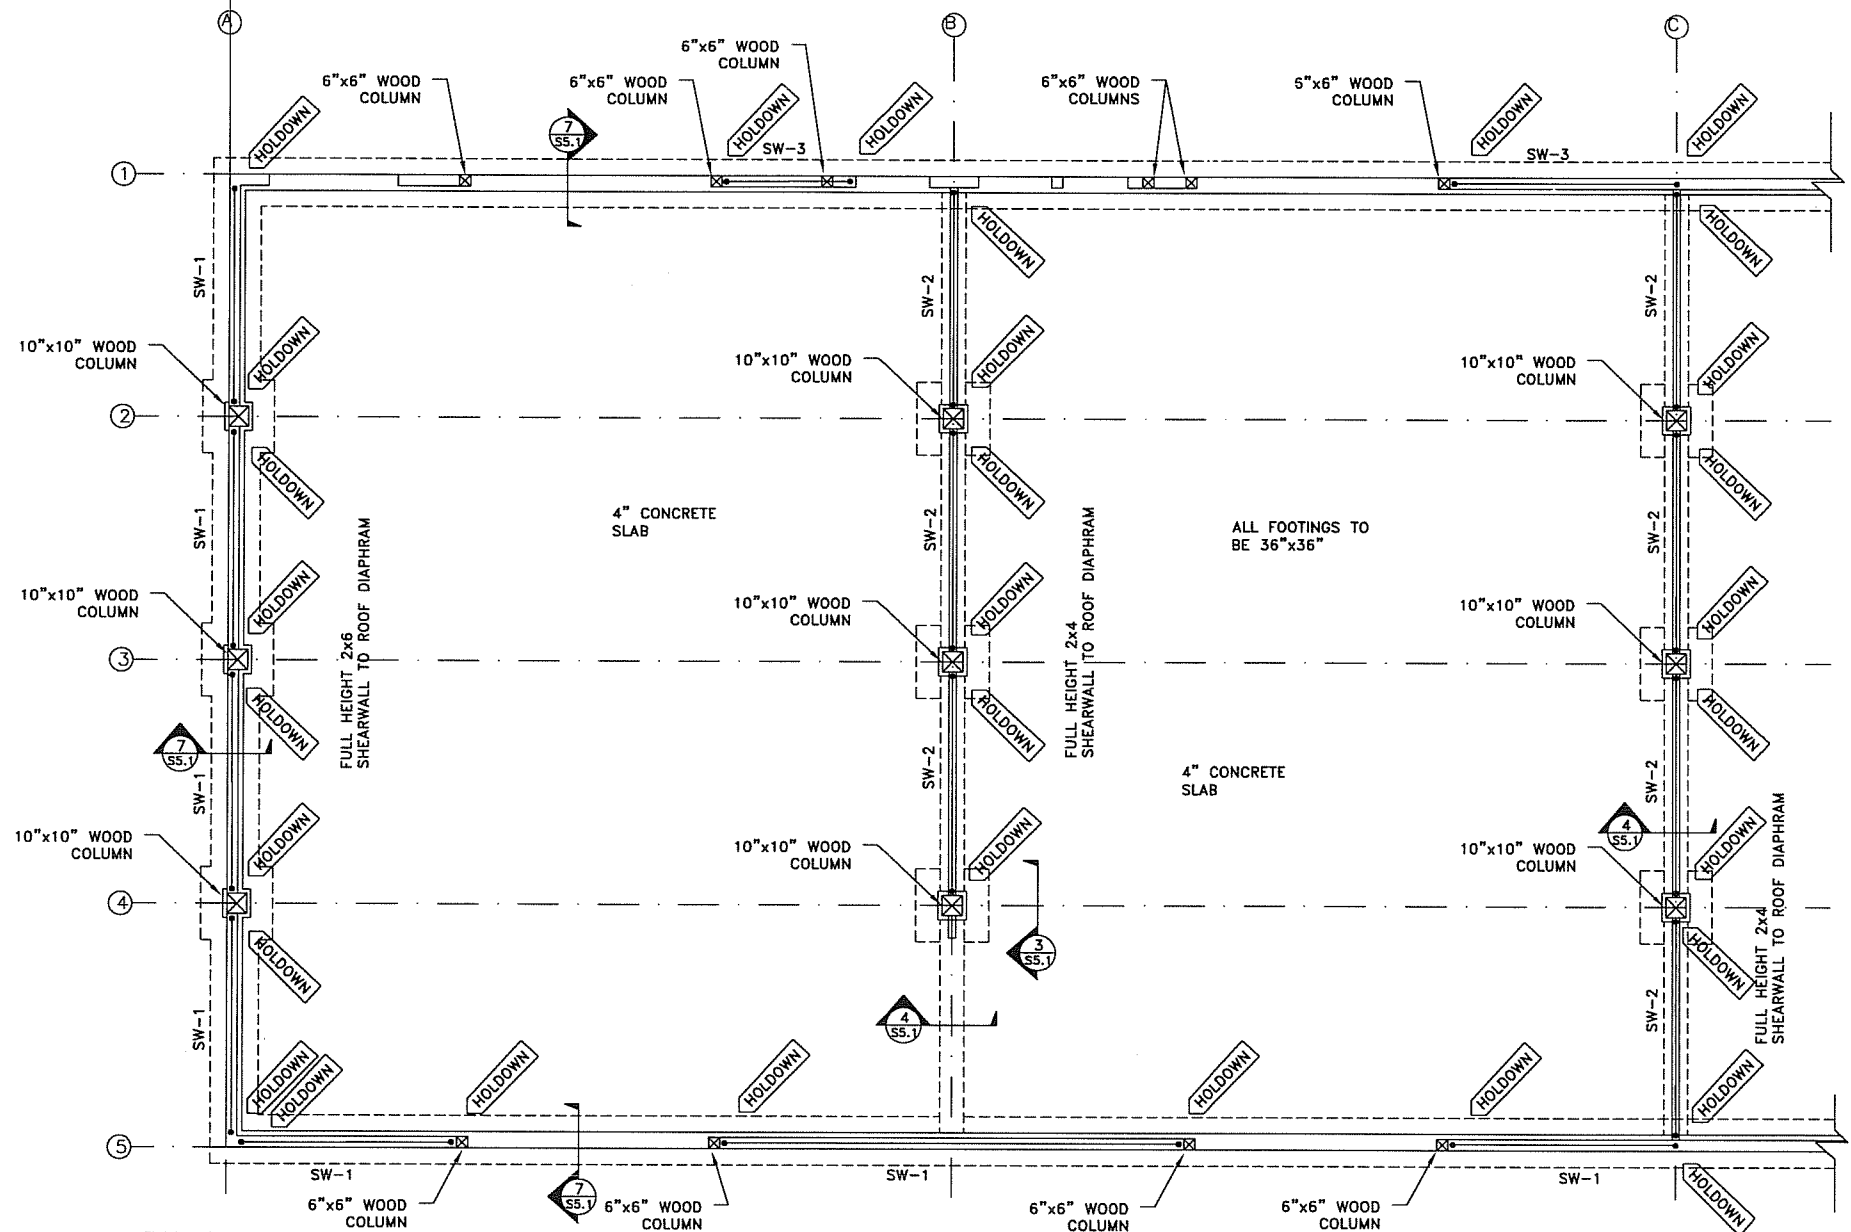 A
B
C
6"x6" WOOD
COLUMN
6"x6" WOOD
COLUMN
6"x6" WOOD
COLUMN
6"x6" WOOD
COLUMNS
5"x6" WOOD
COLUMN
HOLDOWN
7
S5.1
HOLDOWN
HOLDOWN
HOLDOWN
HOLDOWN
SW-3
SW-3
1
HOLDOWN
HOLDOWN
SW-1
SW-2
SW-2
10"x10" WOOD
COLUMN
HOLDOWN
10"x10" WOOD
COLUMN
HOLDOWN
10"x10" WOOD
COLUMN
HOLDOWN
2
HOLDOWN
HOLDOWN
HOLDOWN
SW-1
4" CONCRETE
SLAB
SW-2
ALL FOOTINGS TO
BE 36"x36"
SW-2
FULL HEIGHT 2x6
SHEARWALL TO ROOF DIAPHRAM
FULL HEIGHT 2x4
SHEARWALL TO ROOF DIAPHRAM
10"x10" WOOD
COLUMN
HOLDOWN
10"x10" WOOD
COLUMN
HOLDOWN
10"x10" WOOD
COLUMN
HOLDOWN
3
HOLDOWN
HOLDOWN
HOLDOWN
7
S5.1
SW-1
SW-2
4" CONCRETE
SLAB
SW-2
4
S5.1
10"x10" WOOD
COLUMN
HOLDOWN
10"x10" WOOD
COLUMN
HOLDOWN
10"x10" WOOD
COLUMN
HOLDOWN
FULL HEIGHT 2x4
SHEARWALL TO ROOF DIAPHRAM
4
HOLDOWN
3
S5.1
HOLDOWN
SW-1
4
S5.1
SW-2
HOLDOWN
HOLDOWN
HOLDOWN
HOLDOWN
HOLDOWN
HOLDOWN
HOLDOWN
5
SW-1
SW-1
SW-1
HOLDOWN
6"x6" WOOD
COLUMN
7
S5.1
6"x6" WOOD
COLUMN
6"x6" WOOD
COLUMN
6"x6" WOOD
COLUMN